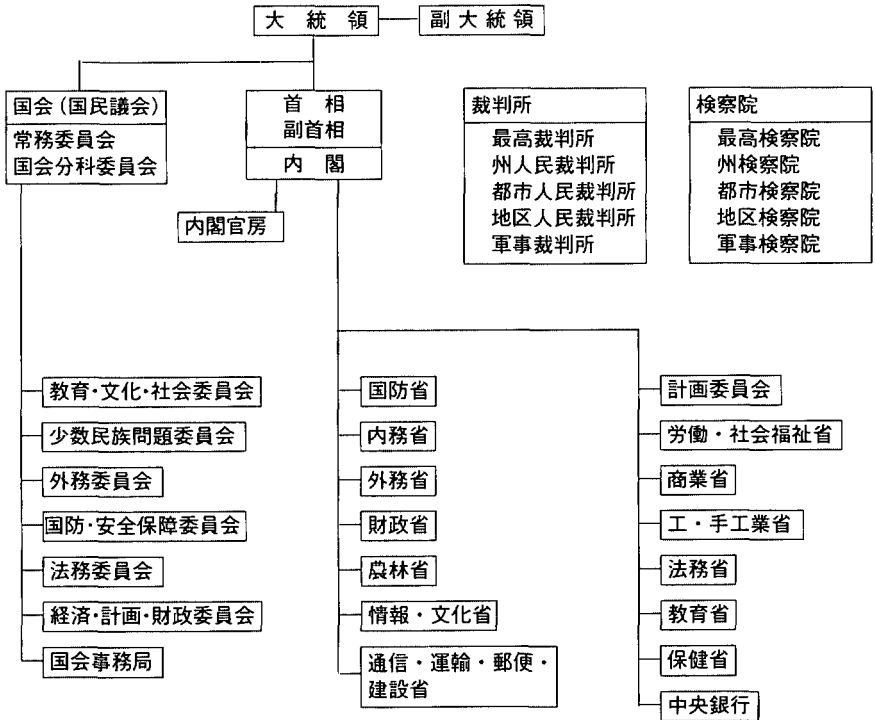 大統領
副大統領
国会(国民議会)
常務委員会
国会分科委員会
首相
副首相
内閣
内閣官房
裁判所
最高裁判所
州人民裁判所
都市人民裁判所
地区人民裁判所
軍事裁判所
検察院
最高検察院
州検察院
都市検察院
地区検察院
軍事検察院
教育・文化・社会委員会
少数民族問題委員会
外務委員会
国防・安全保障委員会
法務委員会
経済・計画・財政委員会
国会事務局
国防省
内務省
外務省
財政省
農林省
情報・文化省
通信・運輸・郵便・
建設省
計画委員会
労働・社会福祉省
商業省
工・手工業省
法務省
教育省
保健省
中央銀行